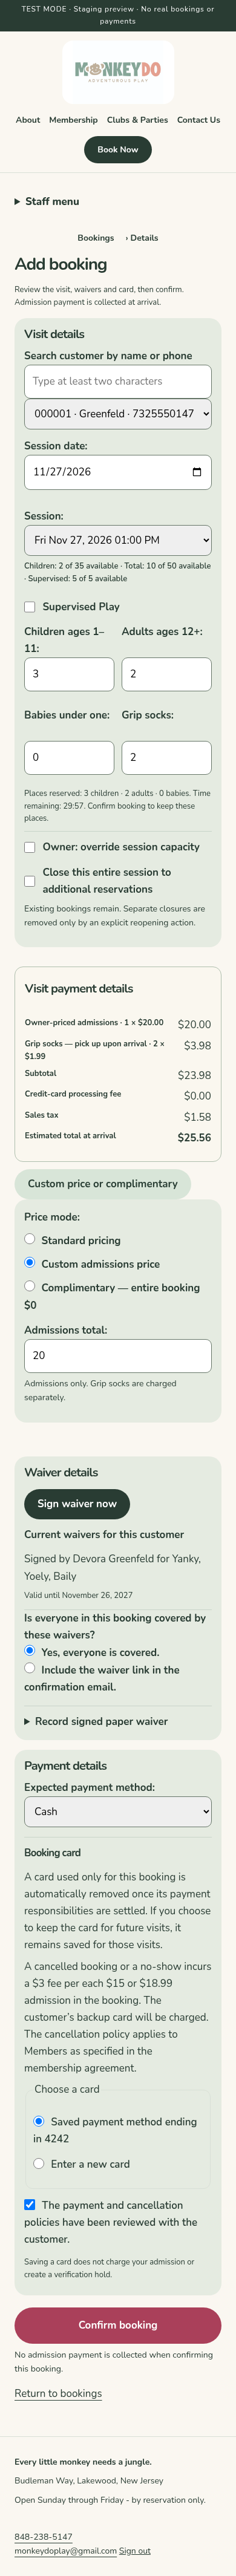 TEST MODE · Staging preview · No real bookings or
payments
MONKEYDO
ADVENTUROUS PLAY
About Membership Clubs & Parties Contact Us
Book Now
Staff menu
Bookings › Details
Add booking
Review the visit, waivers and card, then confirm.
Admission payment is collected at arrival.
Visit details
Search customer by name or phone
Type at least two characters
000001 · Greenfeld · 7325550147
Session date:
11/27/2026
Session:
Fri Nov 27, 2026 01:00 PM
Children: 2 of 35 available · Total: 10 of 50 available
· Supervised: 5 of 5 available
Supervised Play
Children ages 1–
11:
Adults ages 12+:
3
2
Babies under one:
Grip socks:
0
2
Places reserved: 3 children · 2 adults · 0 babies. Time
remaining: 29:57. Confirm booking to keep these
places.
Owner: override session capacity
Close this entire session to
additional reservations
Existing bookings remain. Separate closures are
removed only by an explicit reopening action.
Visit payment details
Owner-priced admissions · 1 × $20.00 $20.00
Grip socks — pick up upon arrival · 2 ×
$1.99
$3.98
Subtotal $23.98
Credit-card processing fee $0.00
Sales tax $1.58
Estimated total at arrival $25.56
Custom price or complimentary
Price mode:
Standard pricing
Custom admissions price
Complimentary — entire booking
$0
Admissions total:
20
Admissions only. Grip socks are charged
separately.
Waiver details
Sign waiver now
Current waivers for this customer
Signed by Devora Greenfeld for Yanky,
Yoely, Baily
Valid until November 26, 2027
Is everyone in this booking covered by
these waivers?
Yes, everyone is covered.
Include the waiver link in the
confirmation email.
Record signed paper waiver
Payment details
Expected payment method:
Cash
Booking card
A card used only for this booking is
automatically removed once its payment
responsibilities are settled. If you choose
to keep the card for future visits, it
remains saved for those visits.
A cancelled booking or a no-show incurs
a $3 fee per each $15 or $18.99
admission in the booking. The
customer’s backup card will be charged.
The cancellation policy applies to
Members as specified in the
membership agreement.
Choose a card
Saved payment method ending
in 4242
Enter a new card
The payment and cancellation
policies have been reviewed with the
customer.
Saving a card does not charge your admission or
create a verification hold.
Confirm booking
No admission payment is collected when confirming
this booking.
Return to bookings
Every little monkey needs a jungle.
Budleman Way, Lakewood, New Jersey
Open Sunday through Friday - by reservation only.
848-238-5147
monkeydoplay@gmail.com Sign out